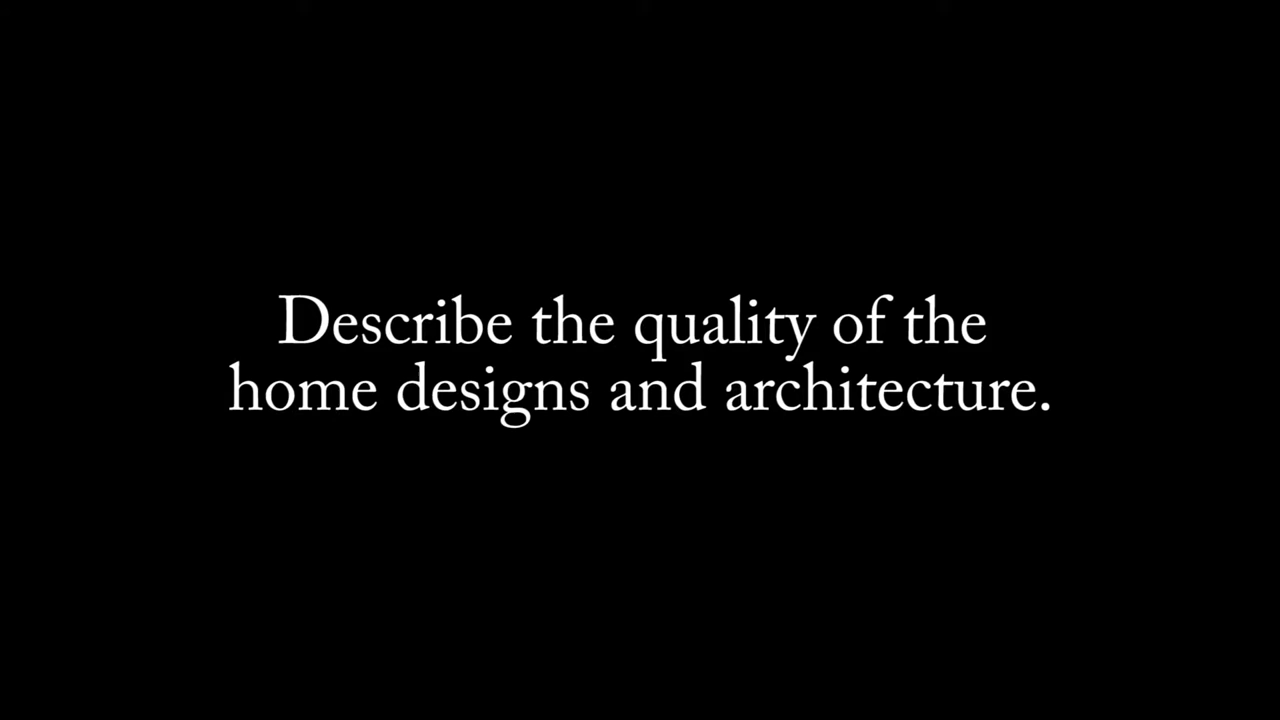 Describe the quality of the
home designs and architecture.